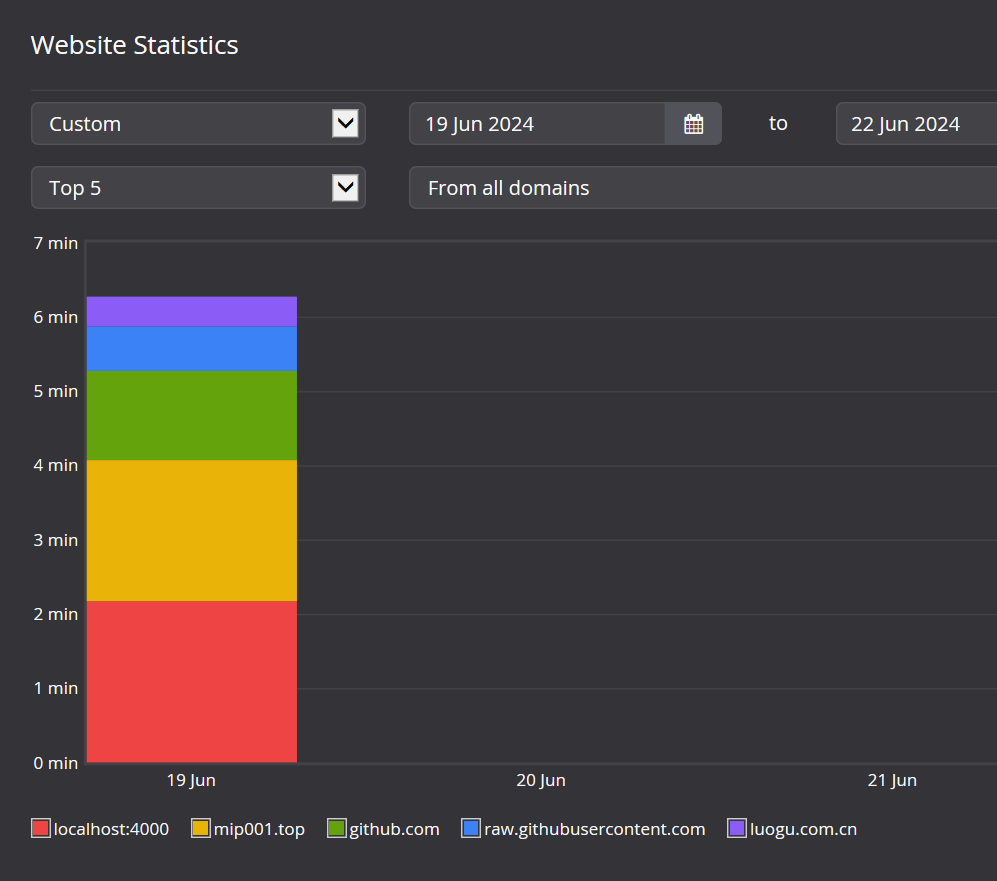 Website Statistics
Custom 19 Jun 2024 to 22 Jun 2024
Top 5 From all domains
7 min
6 min
5 min
4 min
3 min
2 min
1 min
0 min
19 Jun 20 Jun 21 Jun
localhost:4000 mip001.top github.com raw.githubusercontent.com luogu.com.cn